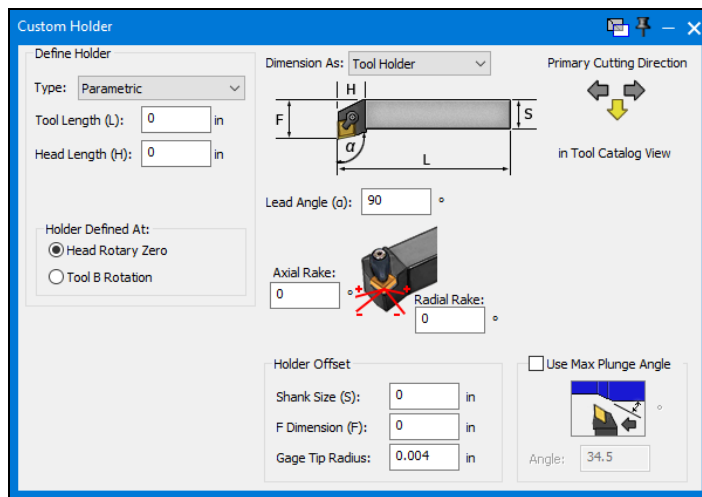 Custom Holder
Define Holder
Type: Parametric
Tool Length (L): 0 in
Head Length (H): 0 in
Holder Defined At:
Head Rotary Zero
Tool B Rotation
Dimension As: Tool Holder
H
F
S
α
L
Primary Cutting Direction
in Tool Catalog View
Lead Angle (α): 90 °
Axial Rake:
0 °
+ +
- -
Radial Rake:
0 °
Holder Offset
Shank Size (S): 0 in
F Dimension (F): 0 in
Gage Tip Radius: 0.004 in
Use Max Plunge Angle
°
Angle: 34.5